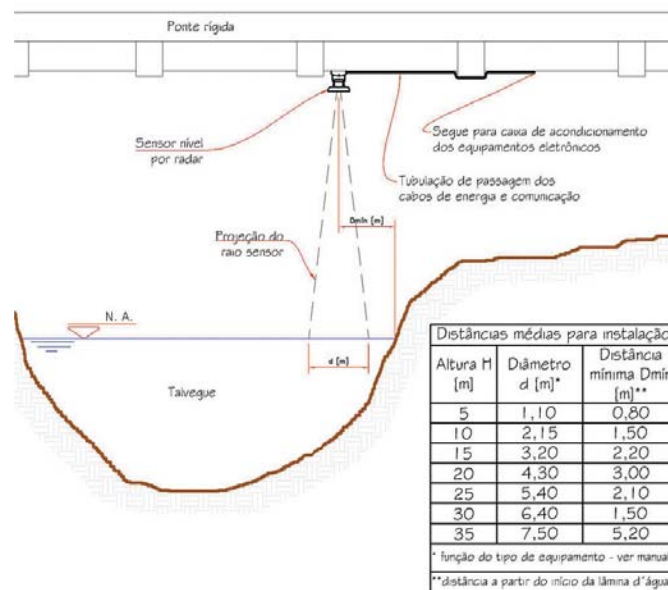 Ponte rígida
Sensor nível
por radar
Segue para caixa de acondicionamento
dos equipamentos eletrônicos
Tubulação de passagem dos
cabos de energia e comunicação
Dmín [m]
Projeção do
raio sensor
N. A.
d [m]
Talvegue
Distâncias médias para instalação
Altura H [m] Diâmetro d [m]* Distância mínima Dmín [m]**
5 1,10 0,80
10 2,15 1,50
15 3,20 2,20
20 4,30 3,00
25 5,40 2,10
30 6,40 1,50
35 7,50 5,20
* função do tipo de equipamento - ver manual
**distância a partir do início da lâmina d'água